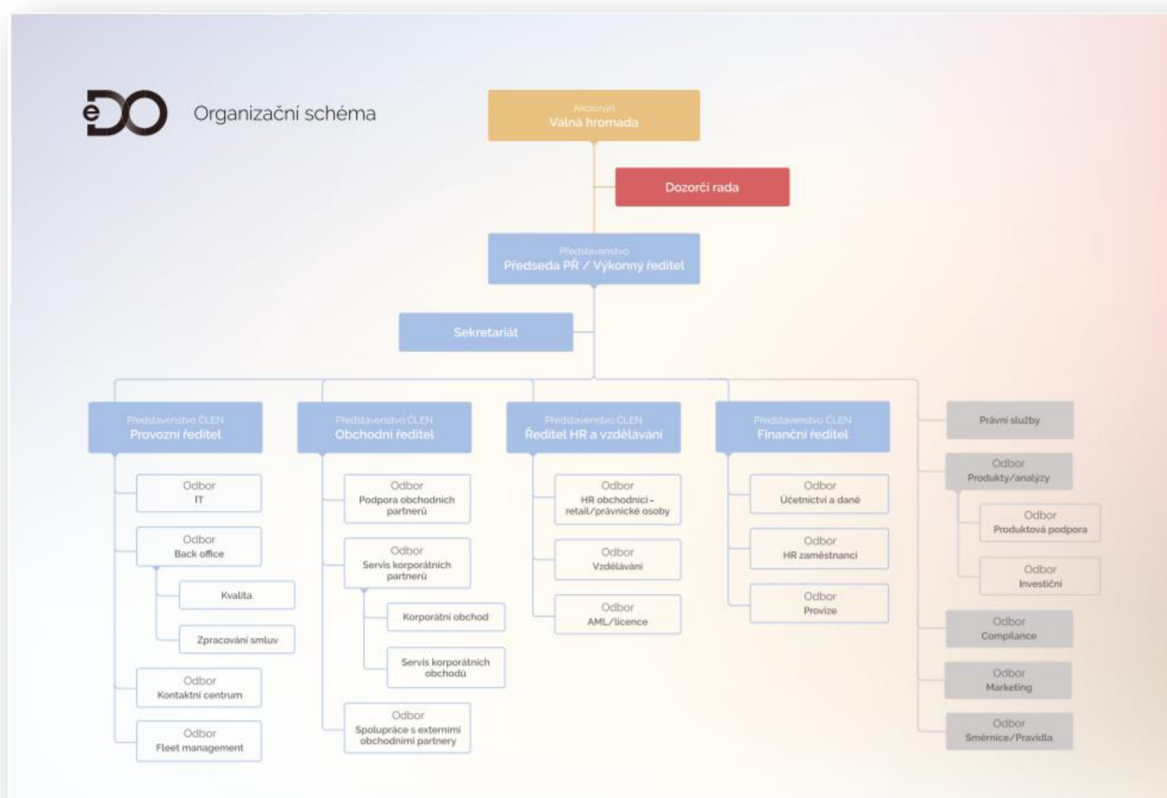 eDO
Organizační schéma
Akcionáři
Valná hromada
Dozorčí rada
Představenstvo
Předseda PŘ / Výkonný ředitel
Sekretariát
Představenstvo ČLEN
Provozní ředitel
Odbor
IT
Odbor
Back office
Kvalita
Zpracování smluv
Odbor
Kontaktní centrum
Odbor
Fleet management
Představenstvo ČLEN
Obchodní ředitel
Odbor
Podpora obchodních
partnerů
Odbor
Servis korporátních
partnerů
Korporátní obchod
Servis korporátních
obchodů
Odbor
Spolupráce s externími
obchodními partnery
Představenstvo ČLEN
Ředitel HR a vzdělávání
Odbor
HR obchodníci –
retail/právnické osoby
Odbor
Vzdělávání
Odbor
AML/licence
Představenstvo ČLEN
Finanční ředitel
Odbor
Účetnictví a daně
Odbor
HR zaměstnanci
Odbor
Provize
Právní služby
Odbor
Produkty/analýzy
Odbor
Produktová podpora
Odbor
Investiční
Odbor
Compilance
Odbor
Marketing
Odbor
Směrnice/Pravidla